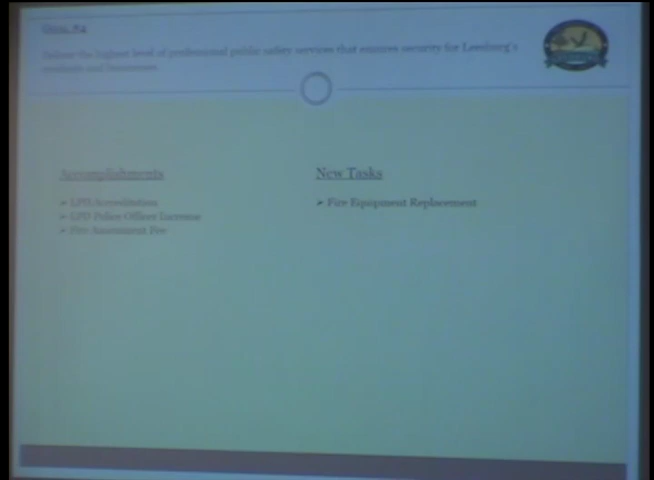 Goal #4
Deliver the highest level of professional public safety services that ensures security for Leesburg's
residents and businesses.
Accomplishments
➢ LPD Accreditation
➢ LPD Police Officer Increase
➢ Fire Assessment Fee
New Tasks
➢ Fire Equipment Replacement